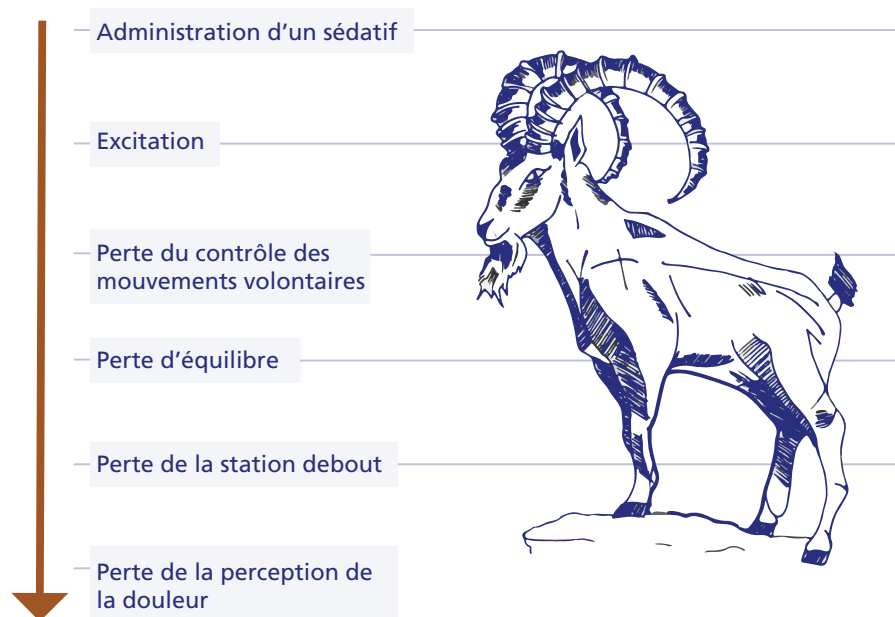 Administration d’un sédatif
Excitation
Perte du contrôle des
mouvements volontaires
Perte d’équilibre
Perte de la station debout
Perte de la perception de
la douleur